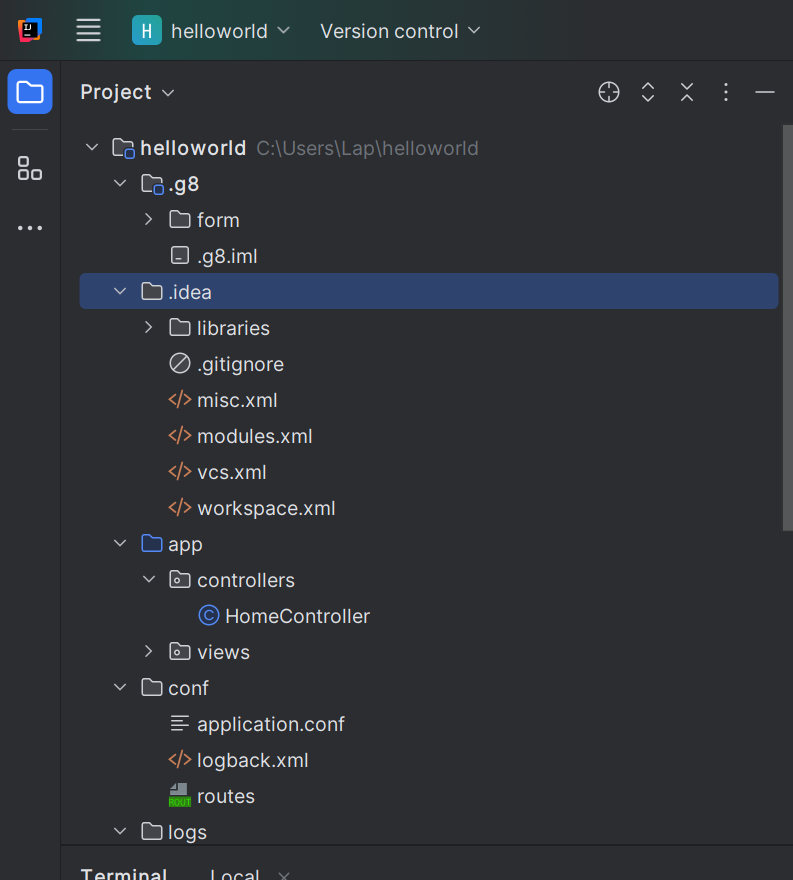 IJ
H helloworld Version control
Project
helloworld C:\Users\Lap\helloworld
.g8
form
.g8.iml
.idea
libraries
.gitignore
</> misc.xml
</> modules.xml
</> vcs.xml
</> workspace.xml
app
controllers
C HomeController
views
conf
application.conf
</> logback.xml
ROUT routes
logs
Terminal Local